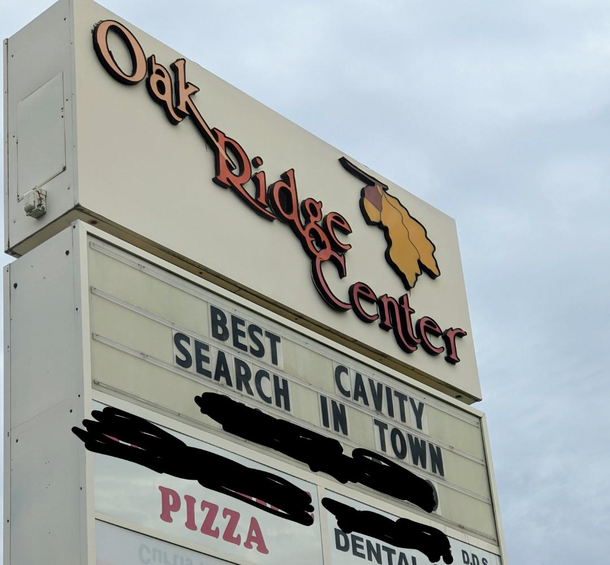 Oak
Ridge
Center
BEST CAVITY
SEARCH IN TOWN
PIZZA
DENTAL D.D.S.